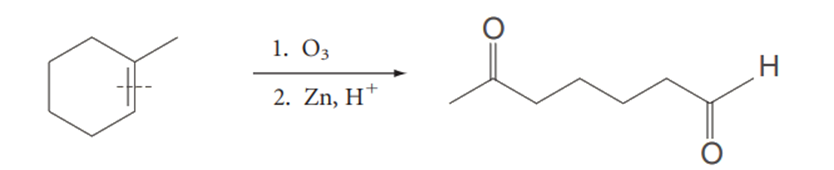 1. O₃
2. Zn, H⁺
O
H
O